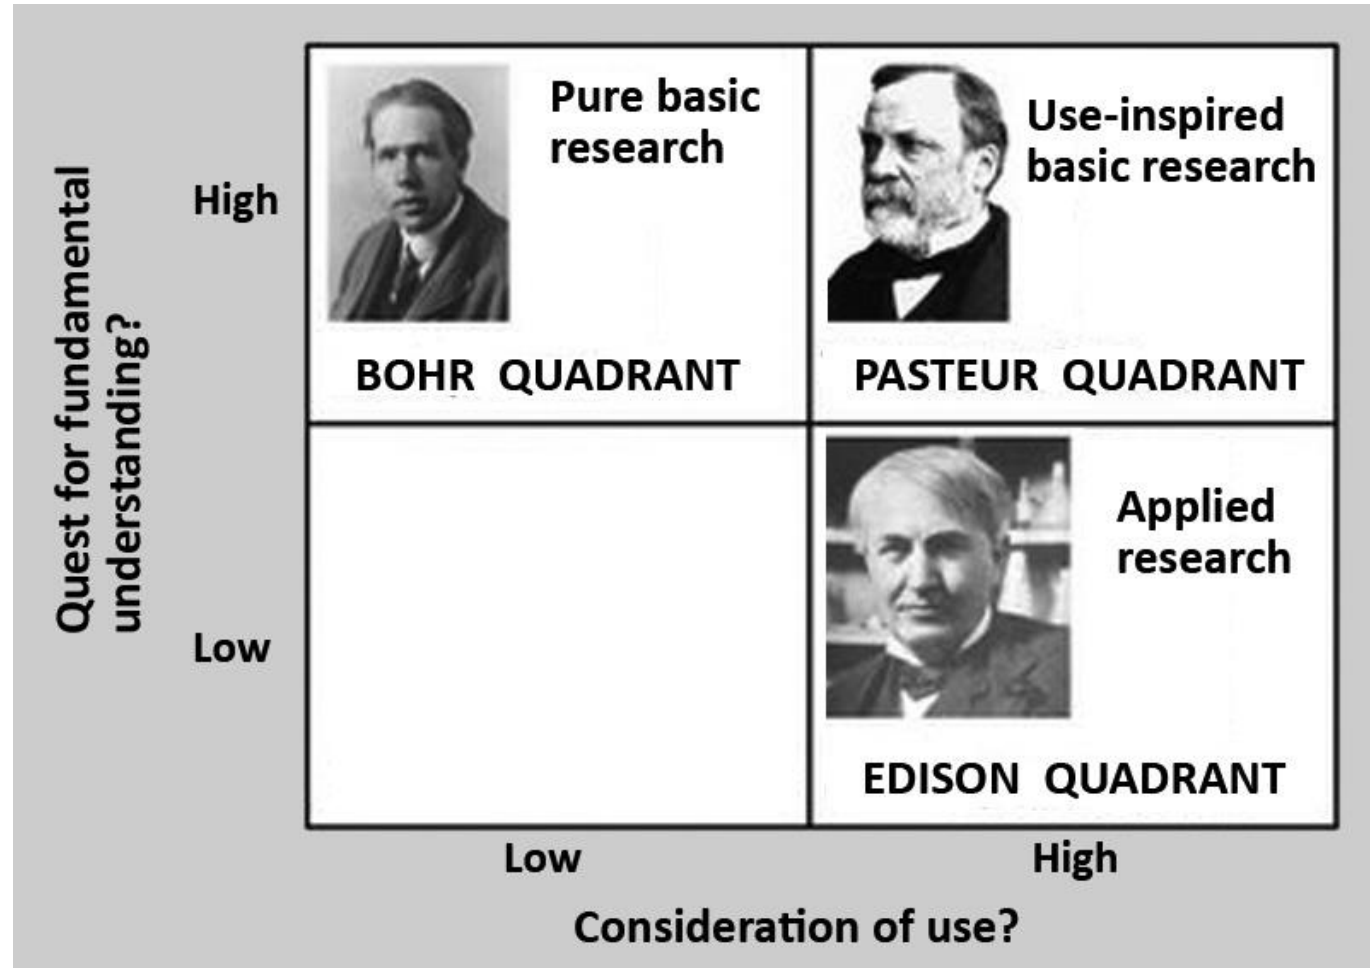 Pure basic
research
Use-inspired
basic research
High
BOHR  QUADRANT
PASTEUR  QUADRANT
Quest for fundamental
understanding?
Applied
research
Low
EDISON  QUADRANT
Low
High
Consideration of use?